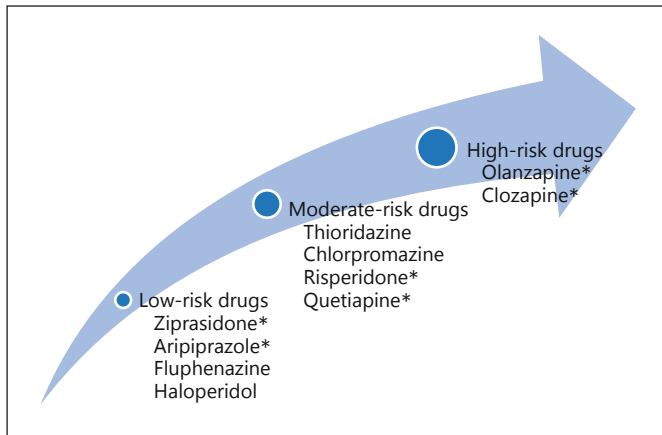 High-risk drugs
Olanzapine*
Clozapine*
Moderate-risk drugs
Thioridazine
Chlorpromazine
Risperidone*
Quetiapine*
Low-risk drugs
Ziprasidone*
Aripiprazole*
Fluphenazine
Haloperidol